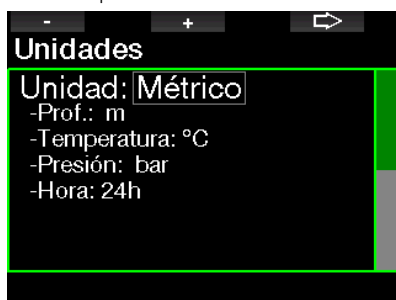 - + ⇨
Unidades
Unidad: Métrico
-Prof.: m
-Temperatura: °C
-Presión: bar
-Hora: 24h